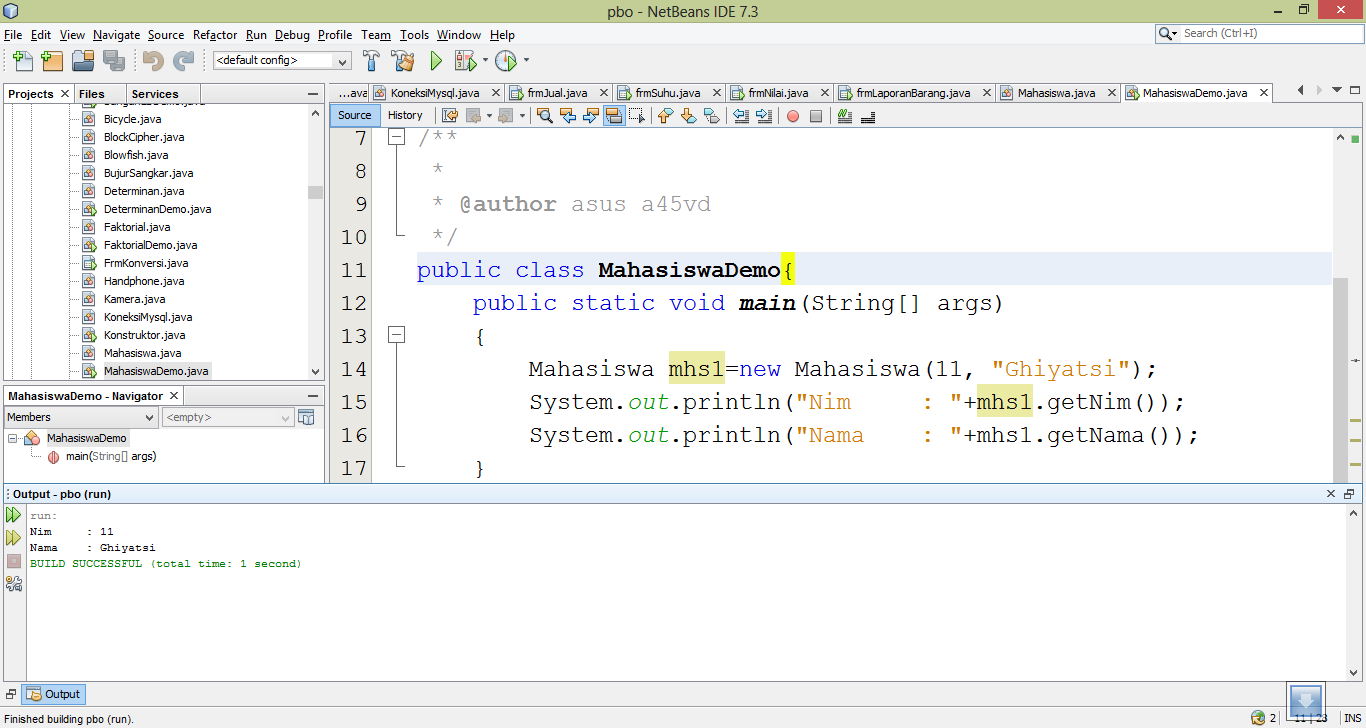 pbo - NetBeans IDE 7.3
File Edit View Navigate Source Refactor Run Debug Profile Team Tools Window Help
Search (Ctrl+I)
<default config>
Projects Files Services
Bicycle.java
BlockCipher.java
Blowfish.java
BujurSangkar.java
Determinan.java
DeterminanDemo.java
Faktorial.java
FaktorialDemo.java
FrmKonversi.java
Handphone.java
Kamera.java
KoneksiMysql.java
Konstruktor.java
Mahasiswa.java
MahasiswaDemo.java
MahasiswaDemo - Navigator
Members <empty>
MahasiswaDemo
main(String[] args)
...ava KoneksiMysql.java frmJual.java frmSuhu.java frmNilai.java frmLaporanBarang.java Mahasiswa.java MahasiswaDemo.java
Source History
7 /**
8 *
9 * @author asus a45vd
10 */
11 public class MahasiswaDemo{
12 public static void main(String[] args)
13 {
14 Mahasiswa mhs1=new Mahasiswa(11, "Ghiyatsi");
15 System.out.println("Nim     : "+mhs1.getNim());
16 System.out.println("Nama    : "+mhs1.getNama());
17 }
Output - pbo (run)
run:
Nim     : 11
Nama    : Ghiyatsi
BUILD SUCCESSFUL (total time: 1 second)
Output
Finished building pbo (run).
2 11 | 23 INS